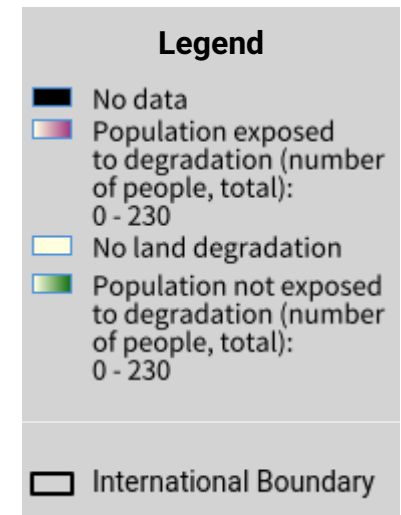 Legend
No data
Population exposed
to degradation (number
of people, total):
0 - 230
No land degradation
Population not exposed
to degradation (number
of people, total):
0 - 230
International Boundary